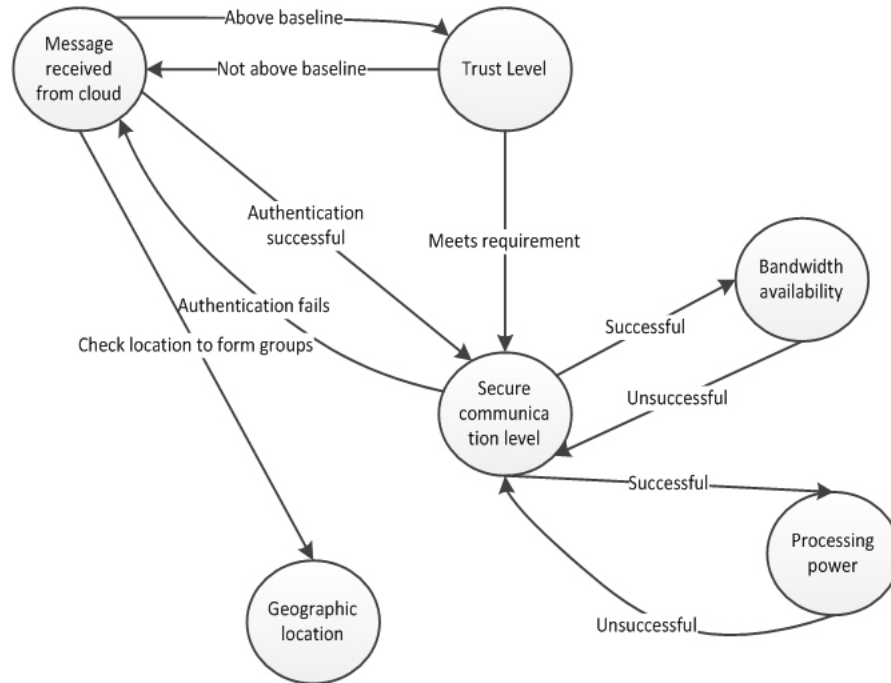 Above baseline
Message
received
from cloud
Trust Level
Not above baseline
Authentication
successful
Meets requirement
Bandwidth
availability
Authentication fails
Successful
Check location to form groups
Secure
communica
tion level
Unsuccessful
Successful
Processing
power
Geographic
location
Unsuccessful